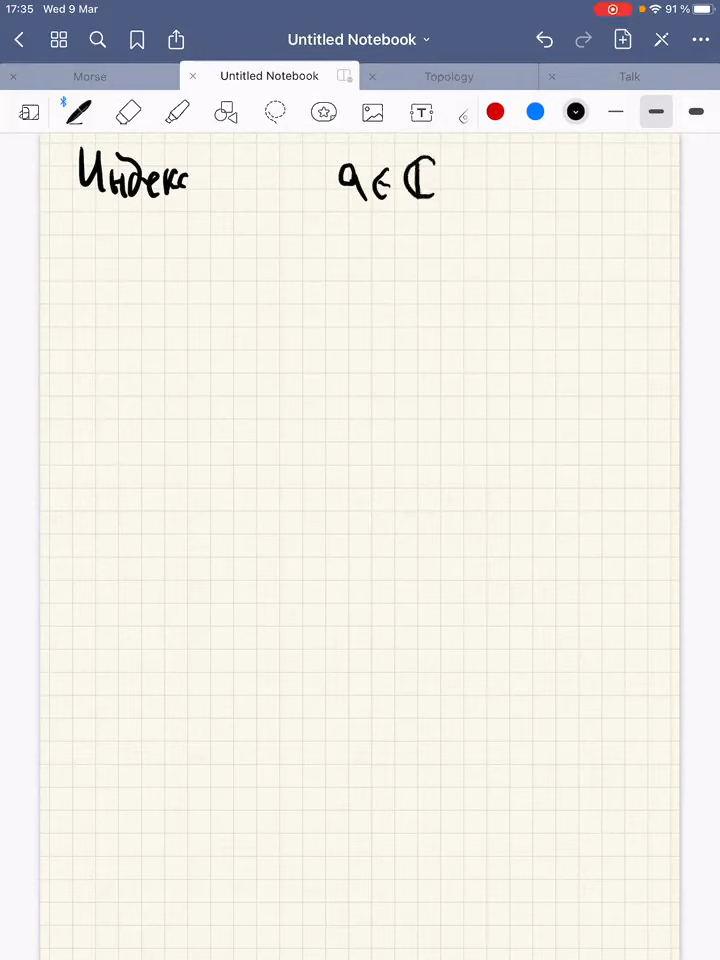 17:35 Wed 9 Mar 91 %
Untitled Notebook
Morse Untitled Notebook Topology Talk
T
Индекс a ∈ ℂ